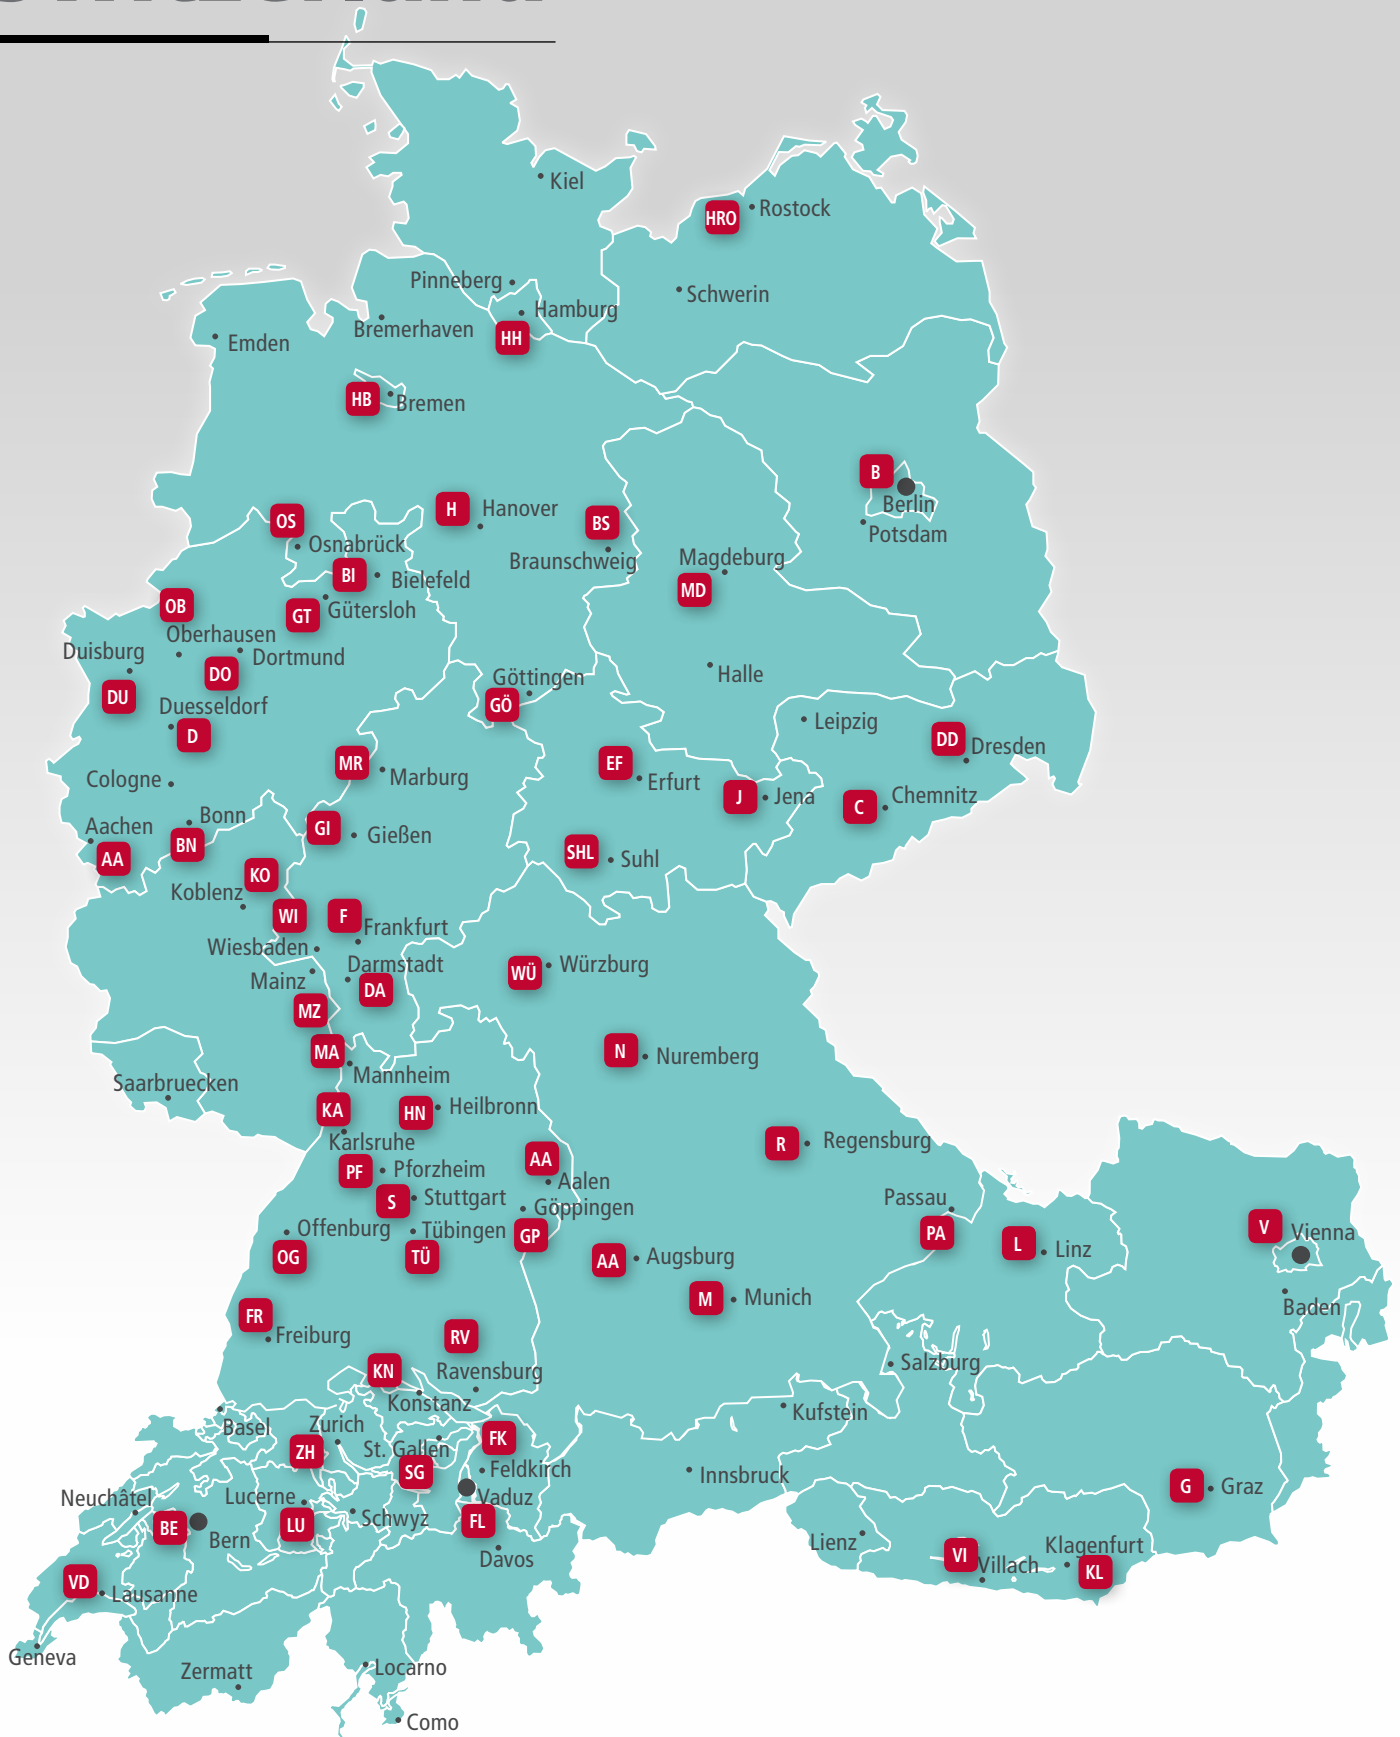 Kiel
HRO
Rostock
Pinneberg
Schwerin
Hamburg
Bremerhaven
HH
Emden
HB
Bremen
B
Berlin
H
Hanover
OS
BS
Potsdam
Osnabrück
Braunschweig
Magdeburg
BI
Bielefeld
MD
OB
GT
Gütersloh
Oberhausen
Duisburg
Dortmund
DO
Göttingen
Halle
DU
GÖ
Duesseldorf
D
Leipzig
DD
Dresden
MR
Marburg
EF
Erfurt
Cologne
J
Jena
C
Chemnitz
Bonn
Aachen
GI
Gießen
BN
AA
SHL
Suhl
KO
Koblenz
WI
F
Frankfurt
Wiesbaden
Darmstadt
WÜ
Würzburg
Mainz
DA
MZ
MA
Mannheim
N
Nuremberg
Saarbruecken
KA
HN
Heilbronn
Karlsruhe
R
Regensburg
PF
Pforzheim
AA
Aalen
S
Stuttgart
Göppingen
Passau
Offenburg
Tübingen
GP
PA
L
Linz
V
Vienna
OG
TÜ
AA
Augsburg
M
Munich
Baden
FR
Freiburg
RV
Ravensburg
Salzburg
KN
Konstanz
Kufstein
Basel
Zurich
ZH
St. Gallen
FK
SG
Feldkirch
Innsbruck
G
Graz
Neuchâtel
Lucerne
Vaduz
BE
Bern
LU
Schwyz
FL
Davos
Lienz
Klagenfurt
VI
Villach
KL
VD
Lausanne
Geneva
Zermatt
Locarno
Como